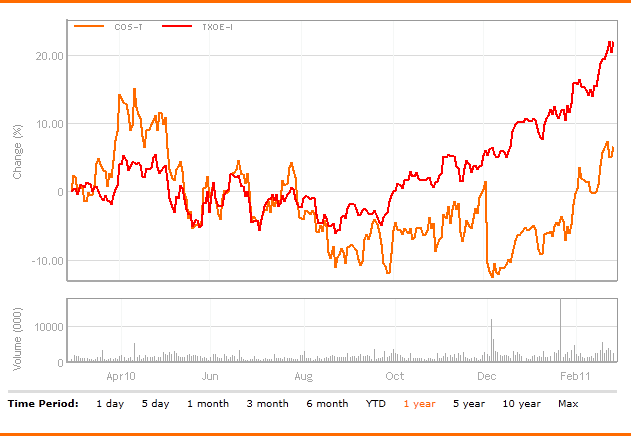 COS-T TXOE-I
20.00
10.00
0
-10.00
Change (%)
10000
0
Volume (000)
Apr10 Jun Aug Oct Dec Feb11
Time Period: 1 day 5 day 1 month 3 month 6 month YTD 1 year 5 year 10 year Max